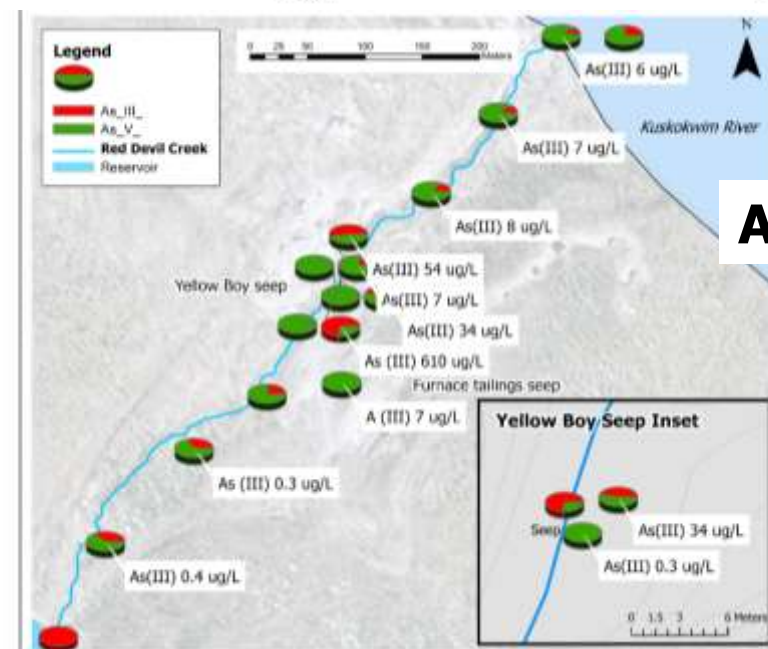 Legend
As_III_
As_V_
Red Devil Creek
Reservoir
0 25 50 100 150 200
Meters
N
As(III) 6 ug/L
Kuskokwim River
As(III) 7 ug/L
A
As(III) 8 ug/L
As(III) 54 ug/L
Yellow Boy seep
As(III) 7 ug/L
As(III) 34 ug/L
As (III) 610 ug/L
Furnace tailings seep
A (III) 7 ug/L
Yellow Boy Seep Inset
As (III) 0.3 ug/L
Seep
As(III) 34 ug/L
As(III) 0.3 ug/L
As(III) 0.4 ug/L
0 1.5 3 6 Meters